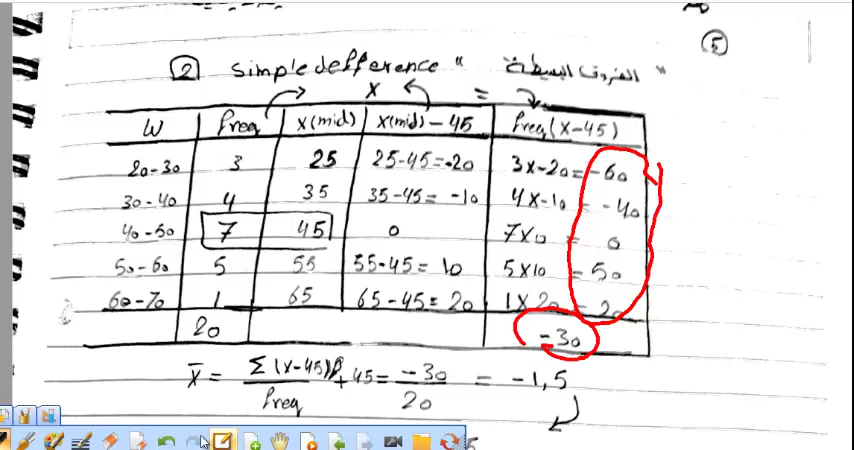 5
2 Simple defference " الفروق البسيطة "
X =
W Freq X(mid) X(mid)-45 Freq(X-45)
20-30 3 25 25-45=-20 3x-20=-60
30-40 4 35 35-45=-10 4x-10=-40
40-50 7 45 0 7x0=0
50-60 5 55 55-45=10 5x10=50
60-70 1 65 65-45=20 1x20=20
20 -30
X̄ = Σ(X-45)f/Freq + 45 = -30/20 = -1,5